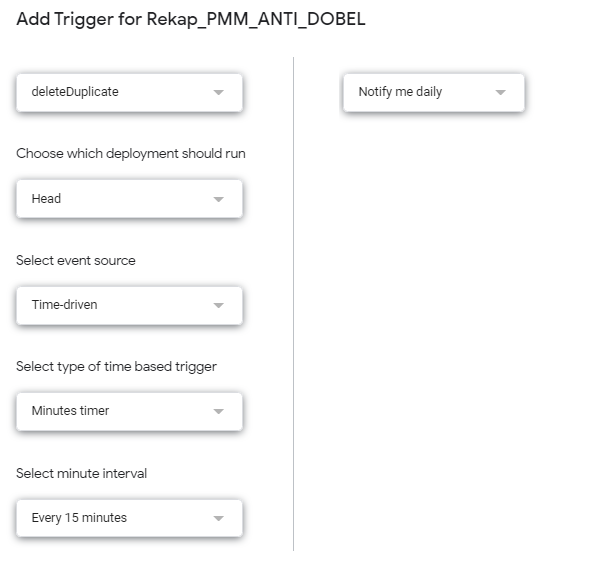 Add Trigger for Rekap_PMM_ANTI_DOBEL
deleteDuplicate
Choose which deployment should run
Head
Select event source
Time-driven
Select type of time based trigger
Minutes timer
Select minute interval
Every 15 minutes
Notify me daily